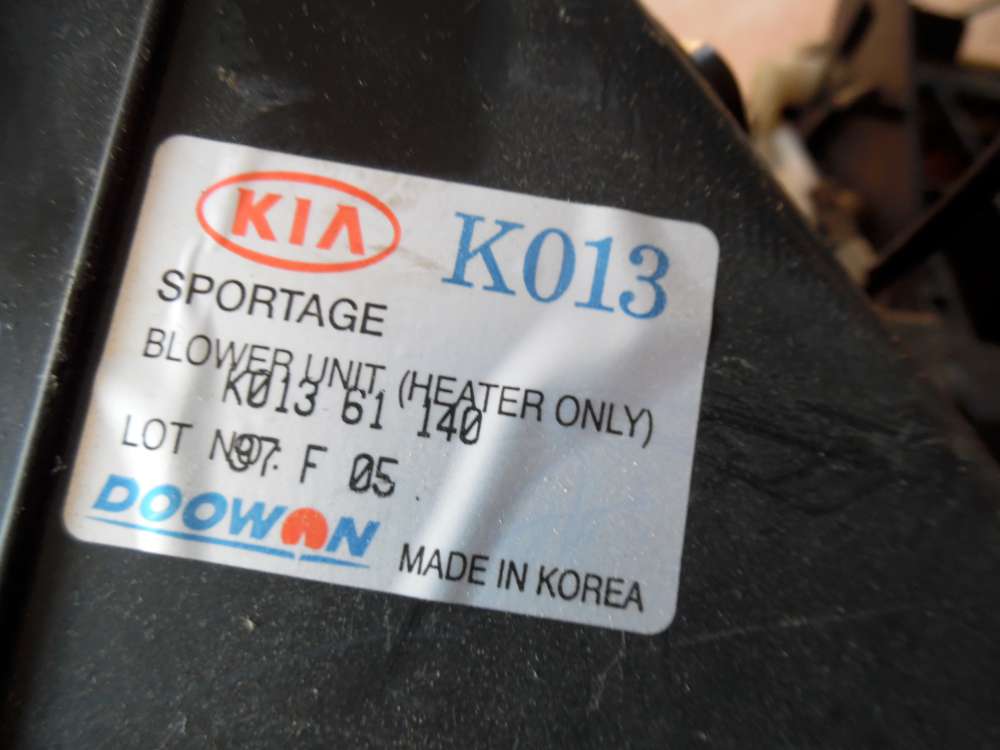 KIA K013
SPORTAGE
BLOWER UNIT. (HEATER ONLY)
K013 61 140
LOT NO. 97 F 05
DOOWON MADE IN KOREA